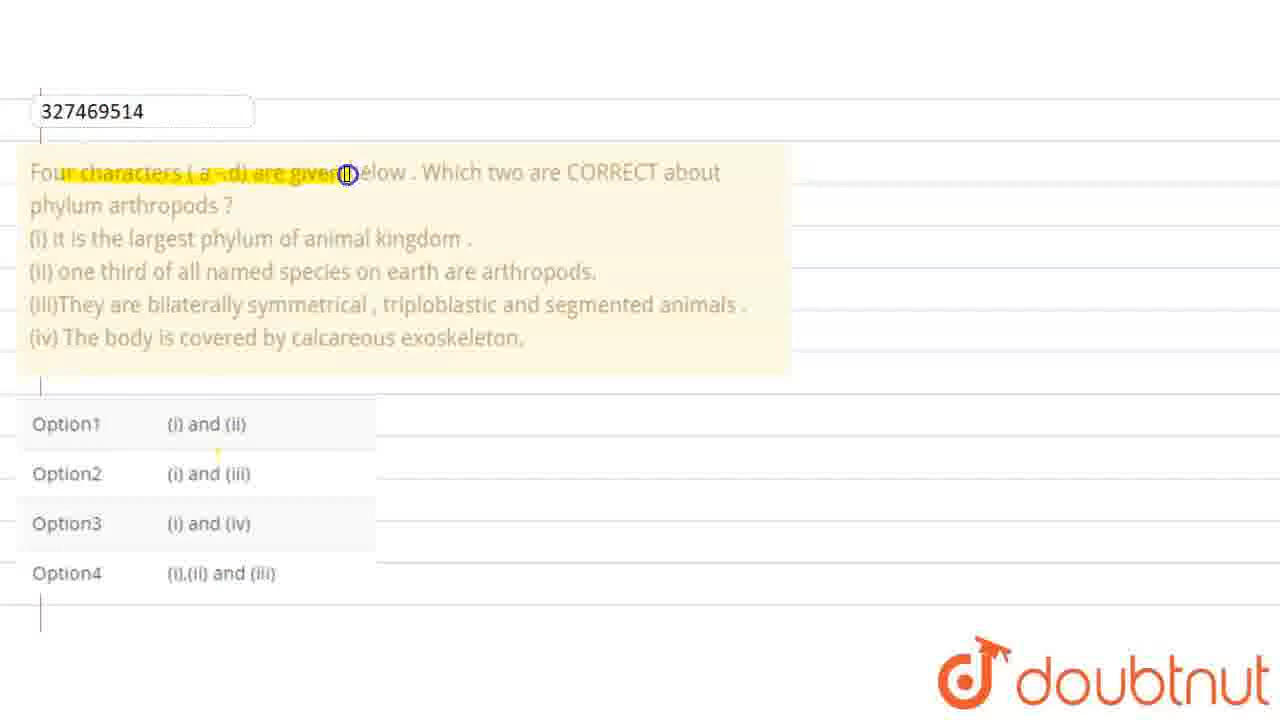 327469514
Four characters ( a - d) are given below . Which two are CORRECT about
phylum arthropods ?
(i) it is the largest phylum of animal kingdom .
(ii) one third of all named species on earth are arthropods.
(iii)They are bilaterally symmetrical , triploblastic and segmented animals .
(iv) The body is covered by calcareous exoskeleton.
Option1 (i) and (ii)
Option2 (i) and (iii)
Option3 (i) and (iv)
Option4 (i),(ii) and (iii)
doubtnut